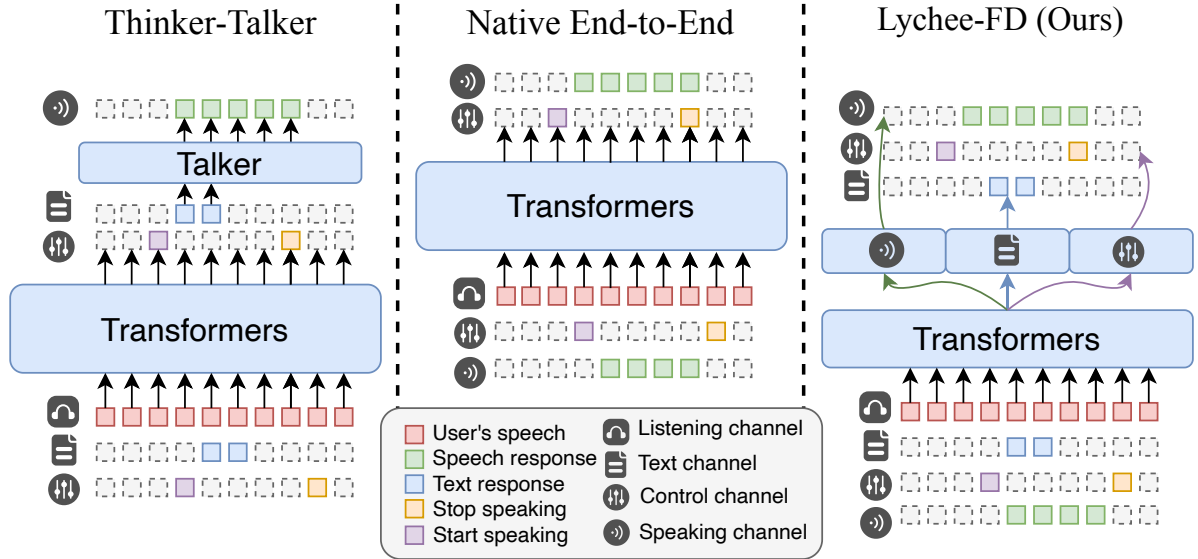 Thinker-Talker
Native End-to-End
Lychee-FD (Ours)
Talker
Transformers
Transformers
Transformers
User's speech
Speech response
Text response
Stop speaking
Start speaking
Listening channel
Text channel
Control channel
Speaking channel